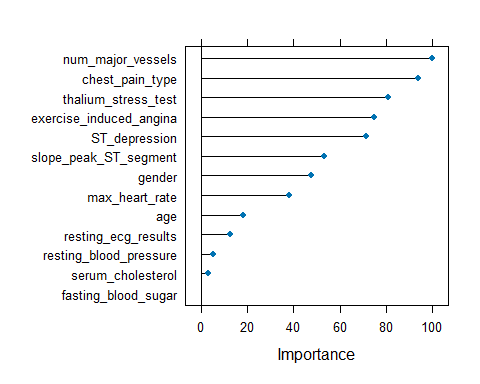 num_major_vessels
chest_pain_type
thalium_stress_test
exercise_induced_angina
ST_depression
slope_peak_ST_segment
gender
max_heart_rate
age
resting_ecg_results
resting_blood_pressure
serum_cholesterol
fasting_blood_sugar
0 20 40 60 80 100
Importance